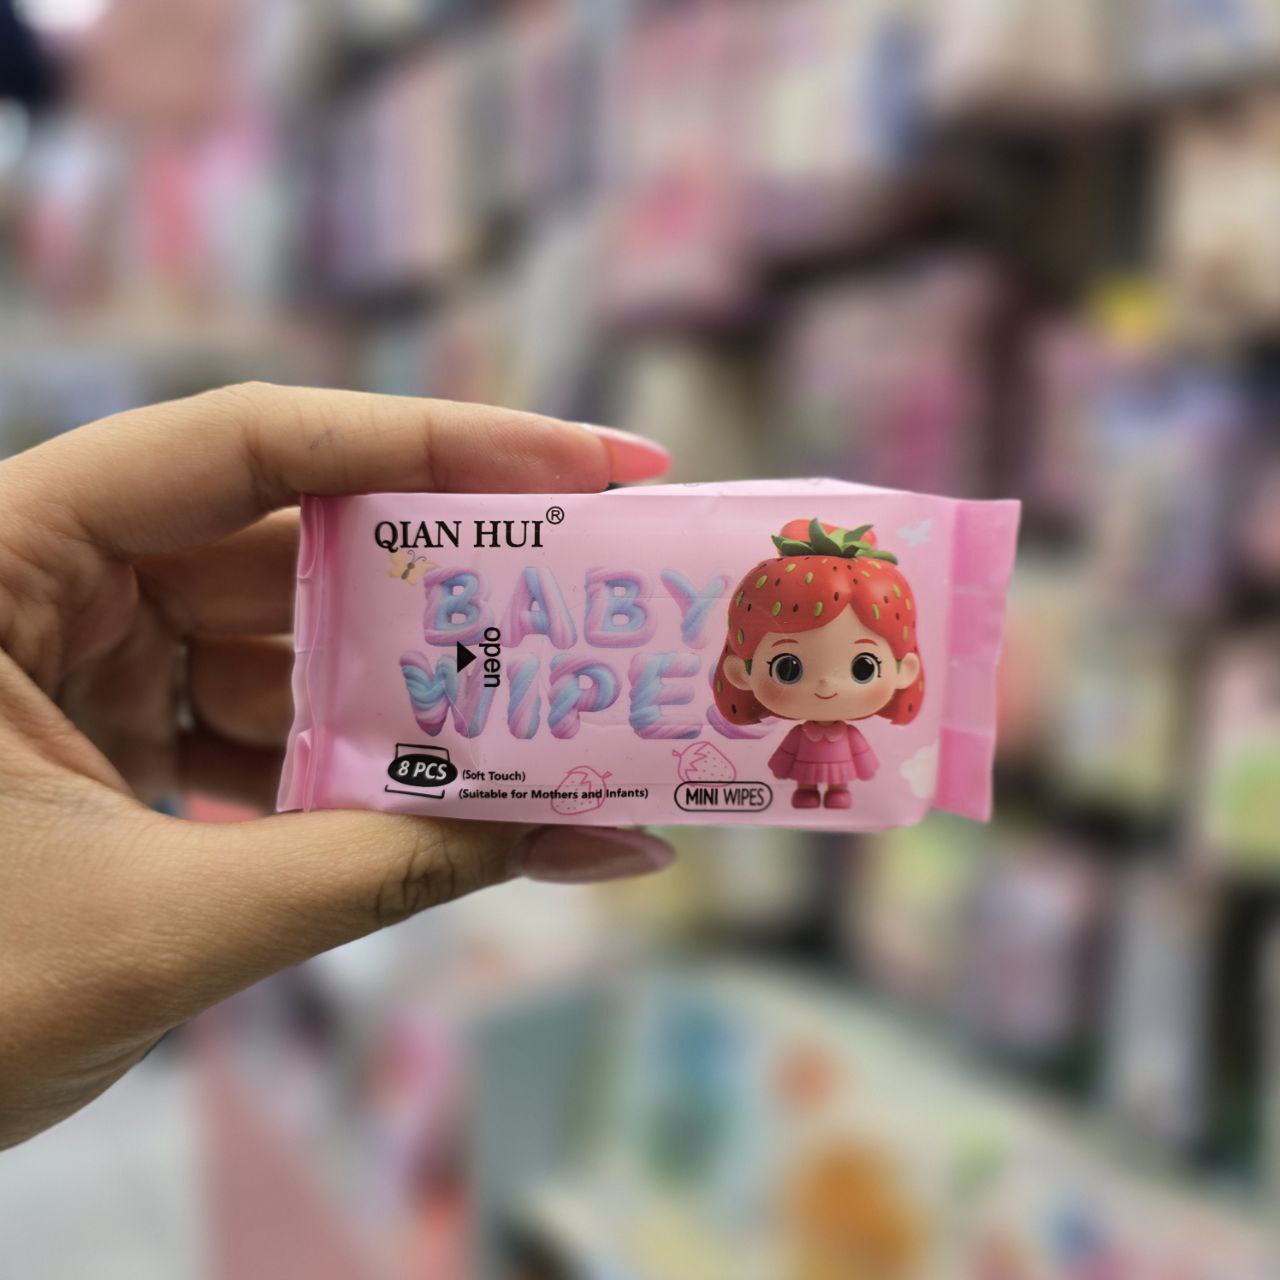 QIAN HUI®
BABY
WIPES
open
8 PCS
(Soft Touch)
(Suitable for Mothers and Infants)
MINI WIPES